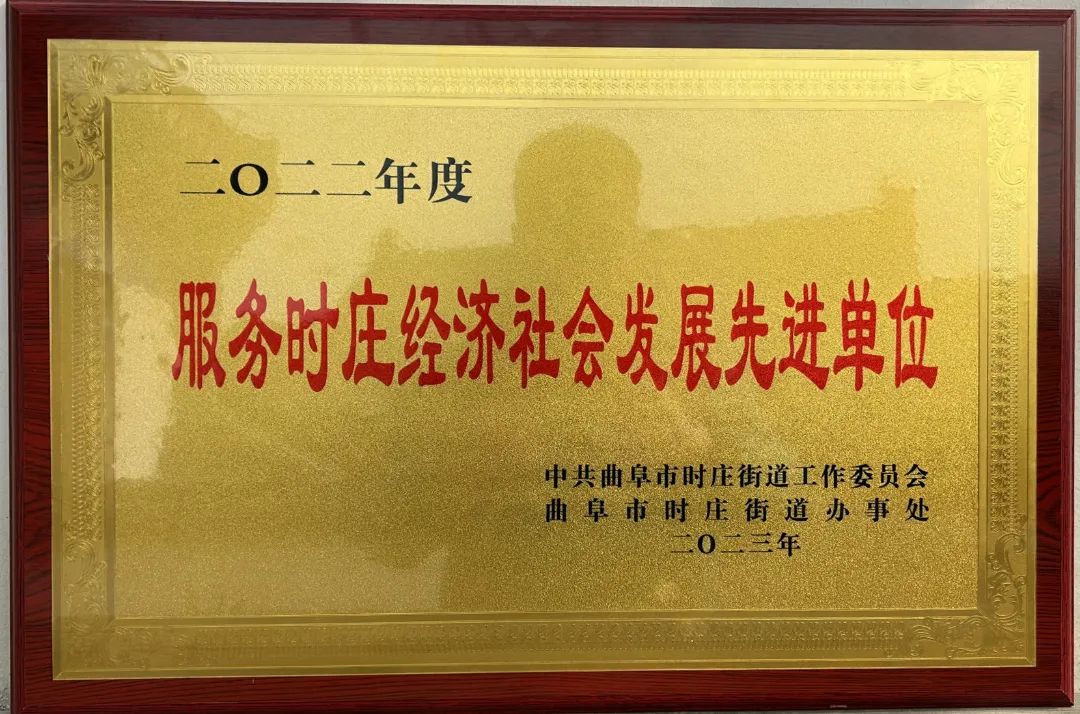 二〇二二年度
服务时庄经济社会发展先进单位
中共曲阜市时庄街道工作委员会
曲阜市时庄街道办事处
二〇二三年